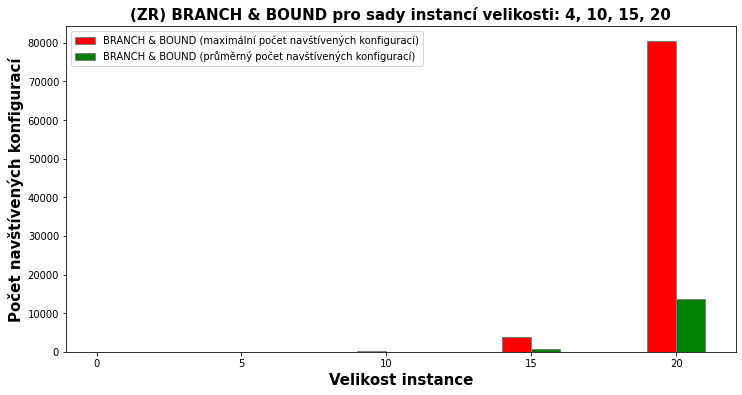 (ZR) BRANCH & BOUND pro sady instancí velikosti: 4, 10, 15, 20
BRANCH & BOUND (maximální počet navštívených konfigurací)
BRANCH & BOUND (průměrný počet navštívených konfigurací)
Počet navštívených konfigurací
80000
70000
60000
50000
40000
30000
20000
10000
0
0 5 10 15 20
Velikost instance